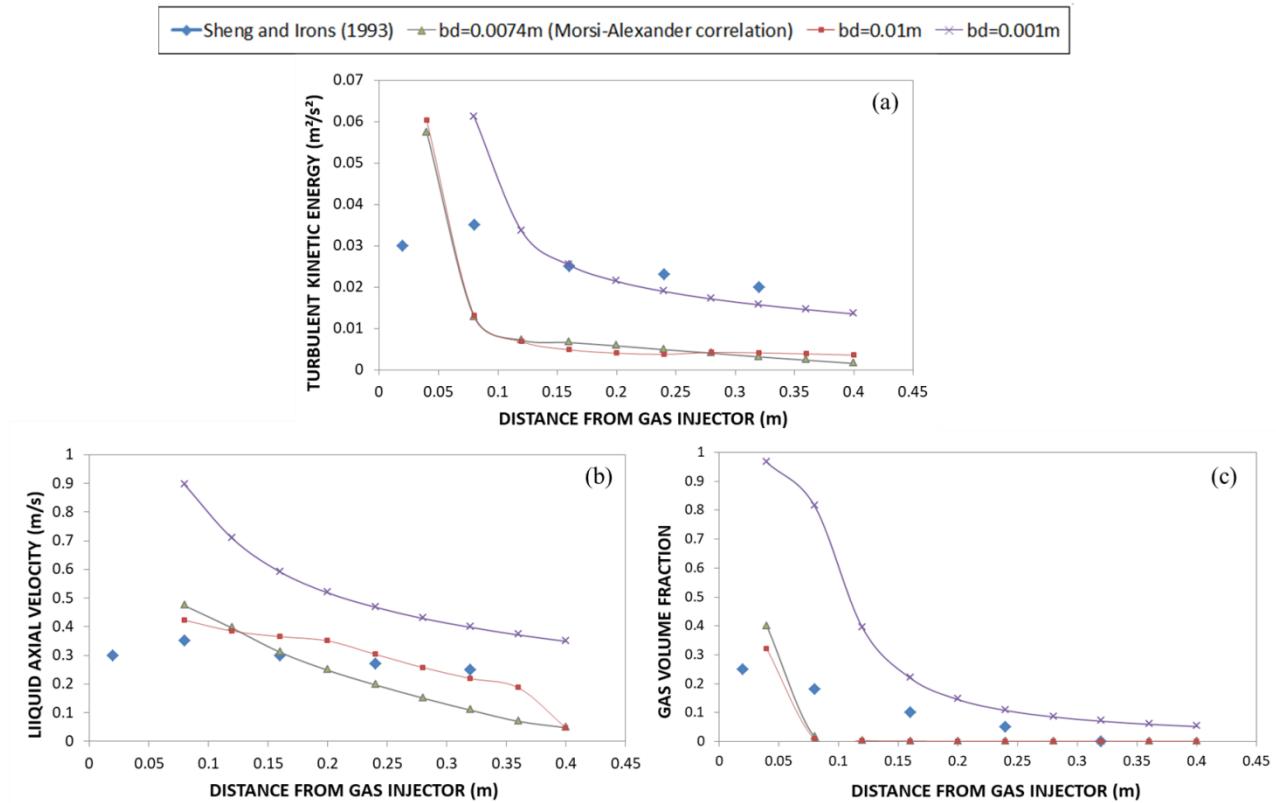 Sheng and Irons (1993) bd=0.0074m (Morsi-Alexander correlation) bd=0.01m bd=0.001m
(a)
TURBULENT KINETIC ENERGY (m²/s²)
0.07
0.06
0.05
0.04
0.03
0.02
0.01
0
0 0.05 0.1 0.15 0.2 0.25 0.3 0.35 0.4 0.45
DISTANCE FROM GAS INJECTOR (m)
(b)
LIIQUID AXIAL VELOCITY (m/s)
1
0.9
0.8
0.7
0.6
0.5
0.4
0.3
0.2
0.1
0
0 0.05 0.1 0.15 0.2 0.25 0.3 0.35 0.4 0.45
DISTANCE FROM GAS INJECTOR (m)
(c)
GAS VOLUME FRACTION
1
0.9
0.8
0.7
0.6
0.5
0.4
0.3
0.2
0.1
0
0 0.05 0.1 0.15 0.2 0.25 0.3 0.35 0.4 0.45
DISTANCE FROM GAS INJECTOR (m)